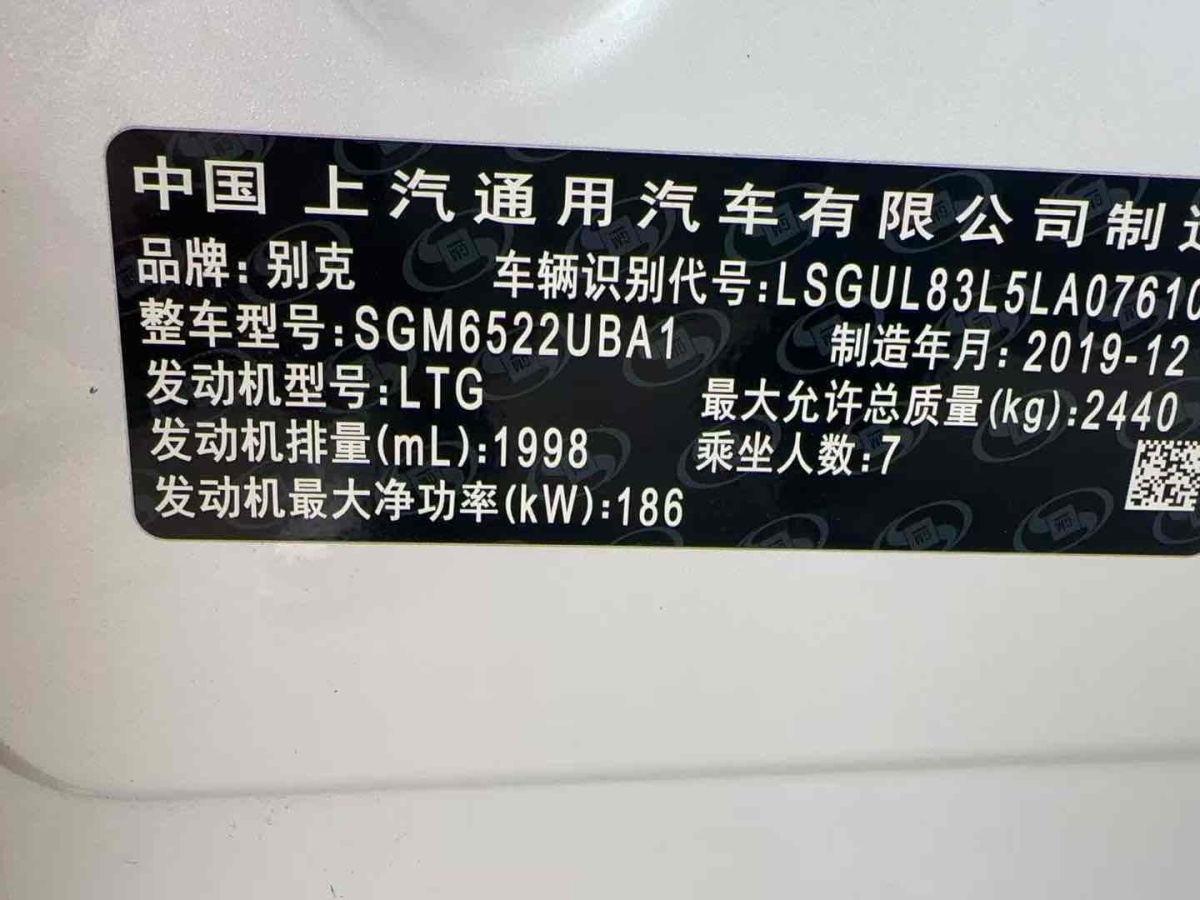 中国 上汽通用汽车有限公司制造
品牌:别克 车辆识别代号:LSGUL83L5LA07610
整车型号:SGM6522UBA1 制造年月:2019-12
发动机型号:LTG 最大允许总质量(kg):2440
发动机排量(mL):1998 乘坐人数:7
发动机最大净功率(kW):186